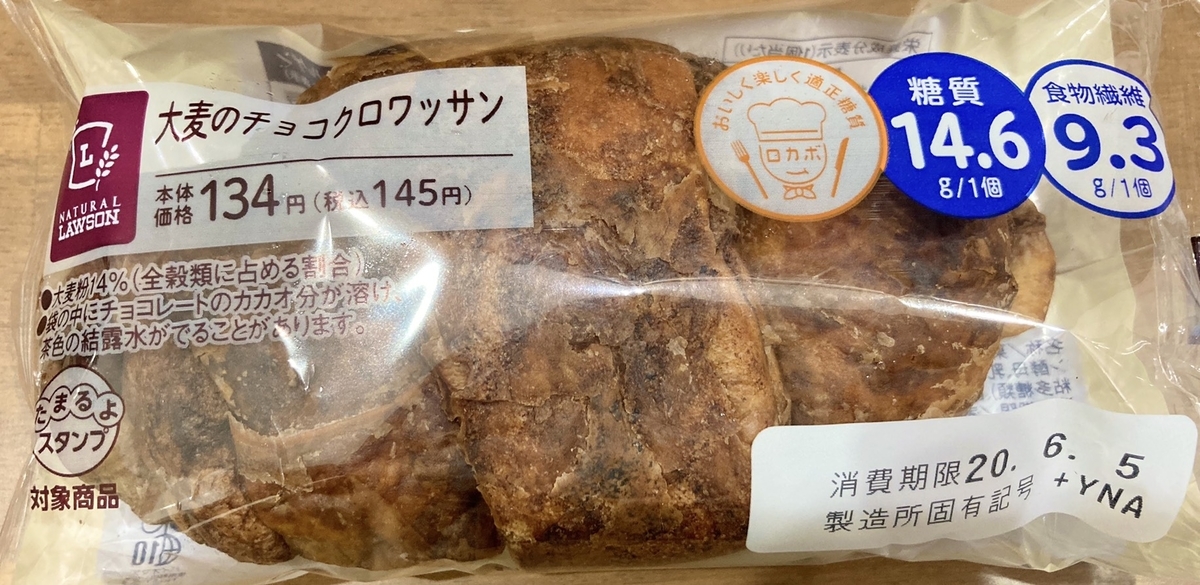 大麦のチョコクロワッサン
本体価格134円(税込145円)
L
NATURAL
LAWSON
●大麦粉14%(全穀類に占める割合)
●袋の中にチョコレートのカカオ分が溶け、
茶色の結露水がでることがあります。
たまるよ
スタンプ
対象商品
おいしく楽しく適正糖質
ロカボ
糖質
14.6
g/1個
食物繊維
9.3
g/1個
消費期限20. 6. 5
製造所固有記号 +YNA